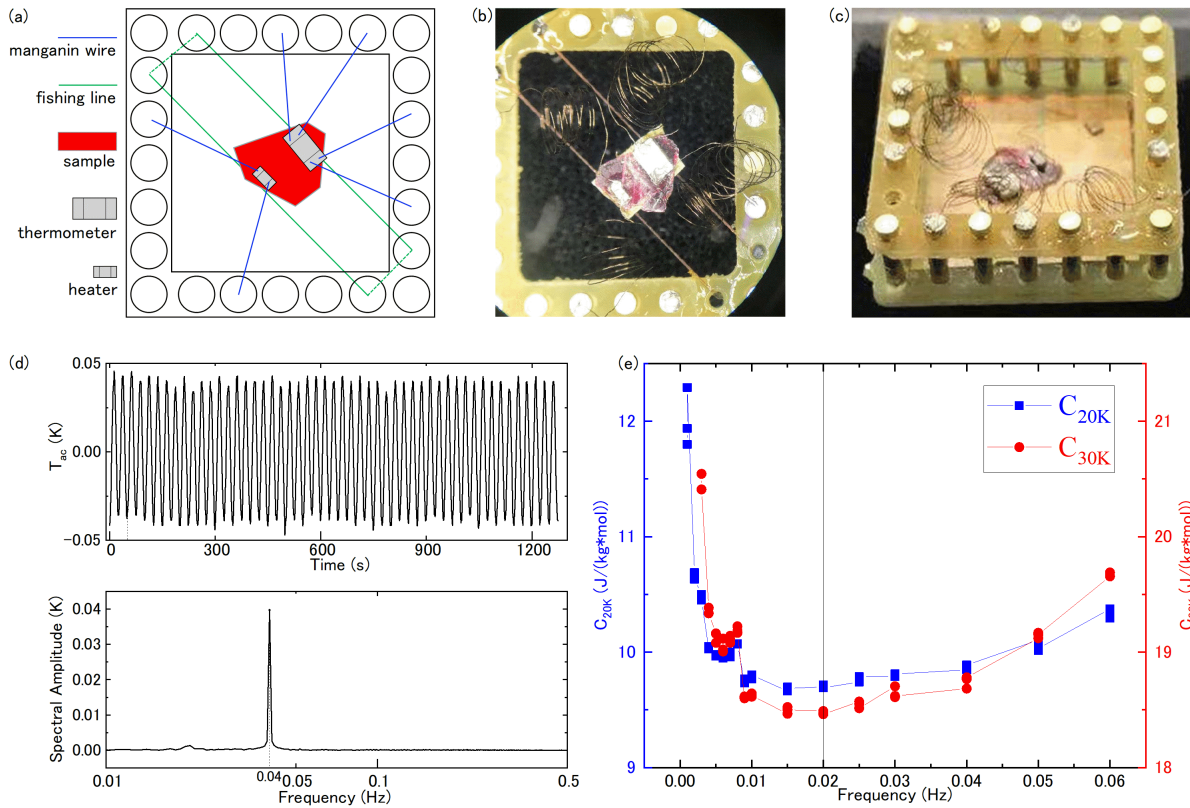 (a)
manganin wire
fishing line
sample
thermometer
heater
(b)
(c)
(d)
0.05
0.00
−0.05
T_ac (K)
0 300 600 900 1200
Time (s)
0.04
0.03
0.02
0.01
0.00
Spectral Amplitude (K)
0.01 0.04 0.05 0.1 0.5
Frequency (Hz)
(e)
C_20K
C_30K
12
11
10
9
C_20K (J/(kg*mol))
21
20
19
18
(J/(kg*mol))
0.00 0.01 0.02 0.03 0.04 0.05 0.06
Frequency (Hz)